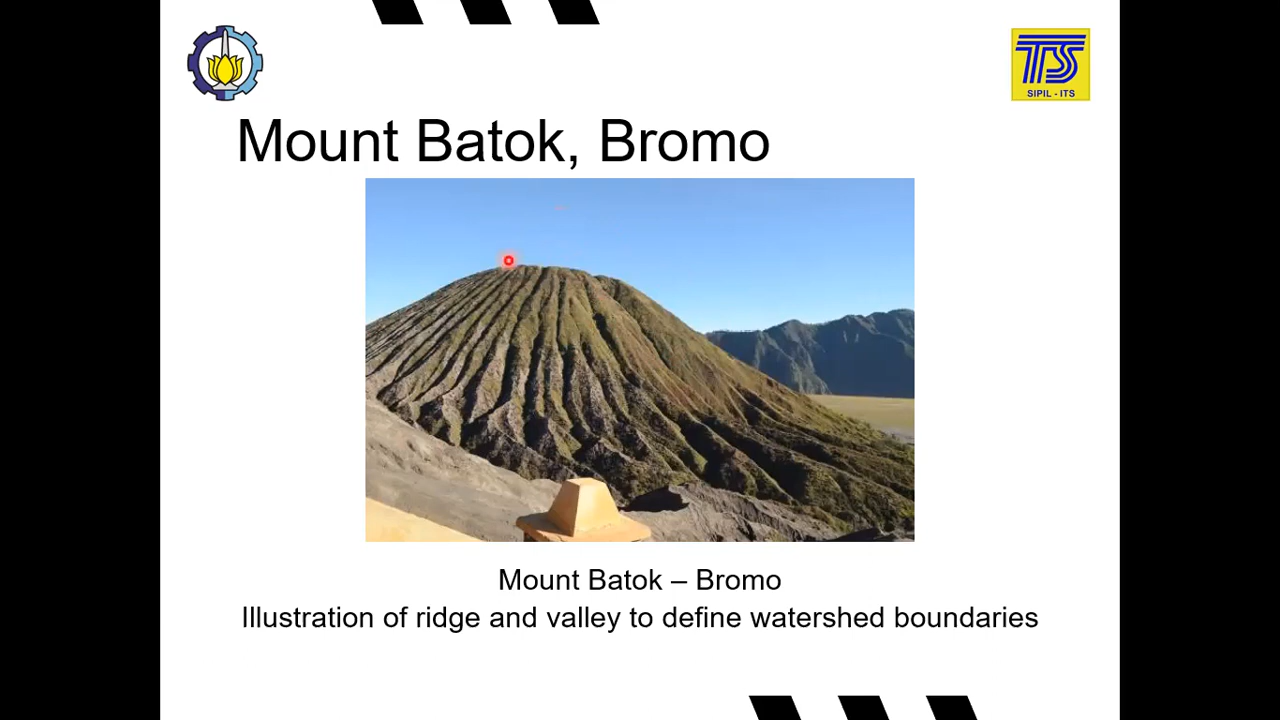 TS
SIPIL - ITS
Mount Batok, Bromo
Mount Batok – Bromo
Illustration of ridge and valley to define watershed boundaries